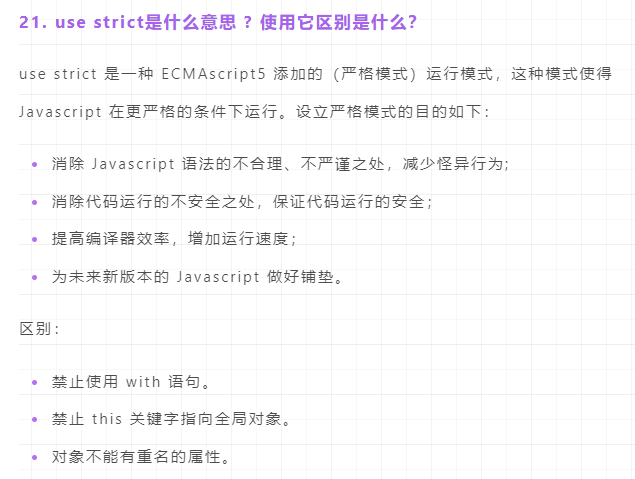 21. use strict是什么意思 ? 使用它区别是什么？
use strict 是一种 ECMAscript5 添加的（严格模式）运行模式，这种模式使得
Javascript 在更严格的条件下运行。设立严格模式的目的如下：
消除 Javascript 语法的不合理、不严谨之处，减少怪异行为;
消除代码运行的不安全之处，保证代码运行的安全；
提高编译器效率，增加运行速度；
为未来新版本的 Javascript 做好铺垫。
区别：
禁止使用 with 语句。
禁止 this 关键字指向全局对象。
对象不能有重名的属性。